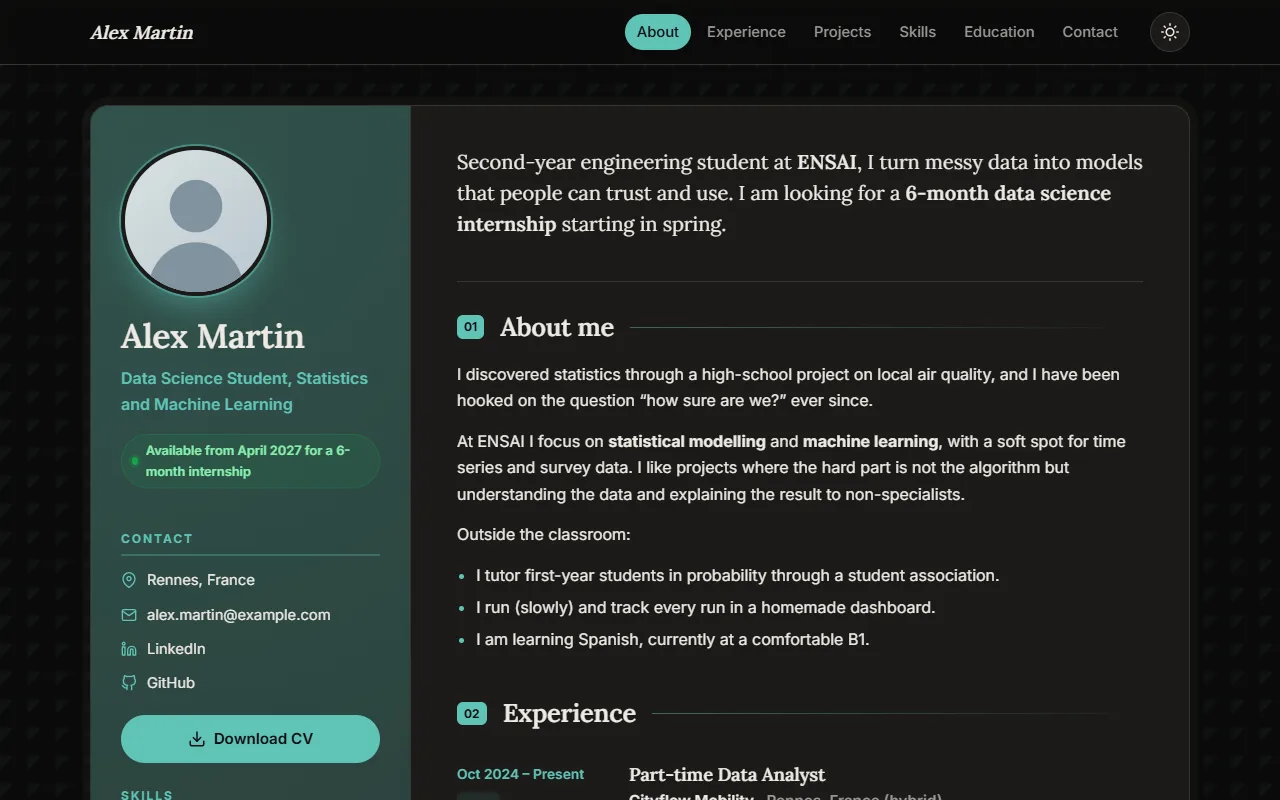 Alex Martin
About Experience Projects Skills Education Contact
Alex Martin
Data Science Student, Statistics
and Machine Learning
Available from April 2027 for a 6-
month internship
CONTACT
Rennes, France
alex.martin@example.com
LinkedIn
GitHub
Download CV
SKILLS
Second-year engineering student at ENSAI, I turn messy data into models
that people can trust and use. I am looking for a 6-month data science
internship starting in spring.
01 About me
I discovered statistics through a high-school project on local air quality, and I have been
hooked on the question “how sure are we?” ever since.
At ENSAI I focus on statistical modelling and machine learning, with a soft spot for time
series and survey data. I like projects where the hard part is not the algorithm but
understanding the data and explaining the result to non-specialists.
Outside the classroom:
• I tutor first-year students in probability through a student association.
• I run (slowly) and track every run in a homemade dashboard.
• I am learning Spanish, currently at a comfortable B1.
02 Experience
Oct 2024 – Present
Part-time Data Analyst
Cityflow Mobility Rennes, France (hybrid)